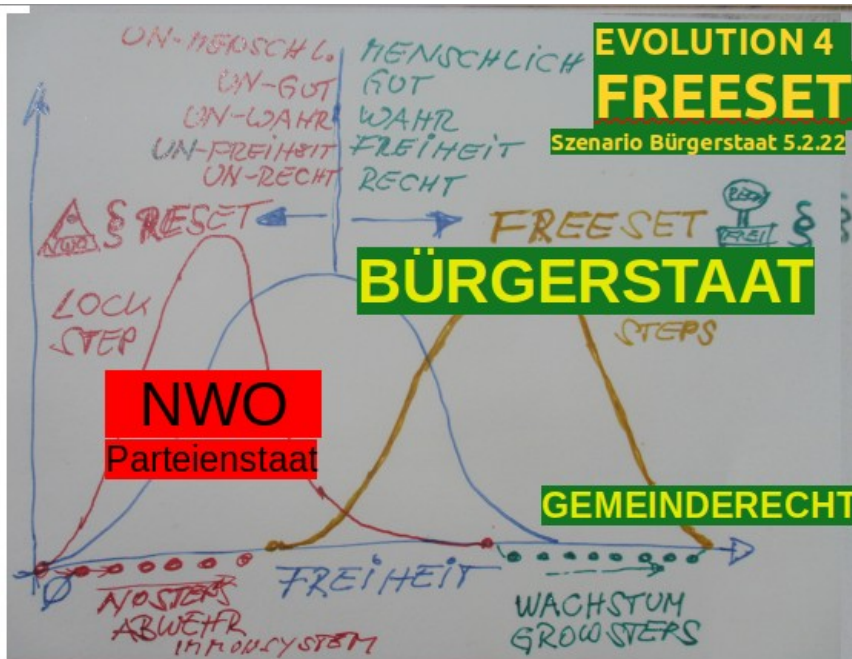 UN-MENSCHL. MENSCHLICH
UN-GUT GUT
UN-WAHR WAHR
UN-FREIHEIT FREIHEIT
UN-RECHT RECHT
EVOLUTION 4
FREESET
Szenario Bürgerstaat 5.2.22
NWO § RESET FREESET FREI §
BÜRGERSTAAT
LOCK
STEP
STEPS
NWO
Parteienstaat
GEMEINDERECHT
Ø
FREIHEIT
NOSTEPS
ABWEHR
IMMUNSYSTEM
WACHSTUM
GROWSTEPS